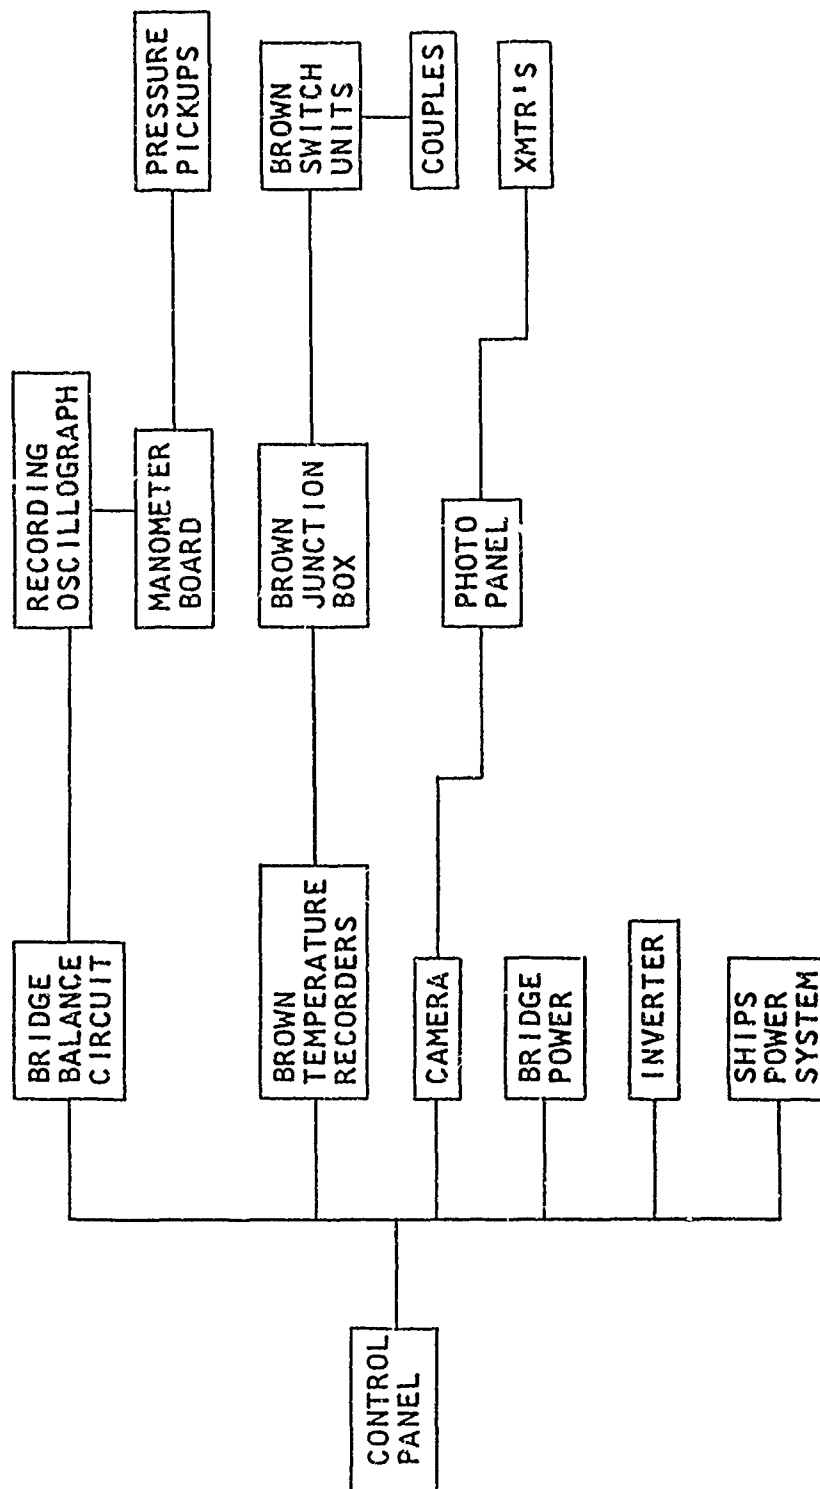 CONTROL
PANEL
BRIDGE
BALANCE
CIRCUIT
RECORDING
OSCILLOGRAPH
MANOMETER
BOARD
PRESSURE
PICKUPS
BROWN
TEMPERATURE
RECORDERS
BROWN
JUNCTION
BOX
BROWN
SWITCH
UNITS
COUPLES
CAMERA
PHOTO
PANEL
XMTR'S
BRIDGE
POWER
INVERTER
SHIPS
POWER
SYSTEM